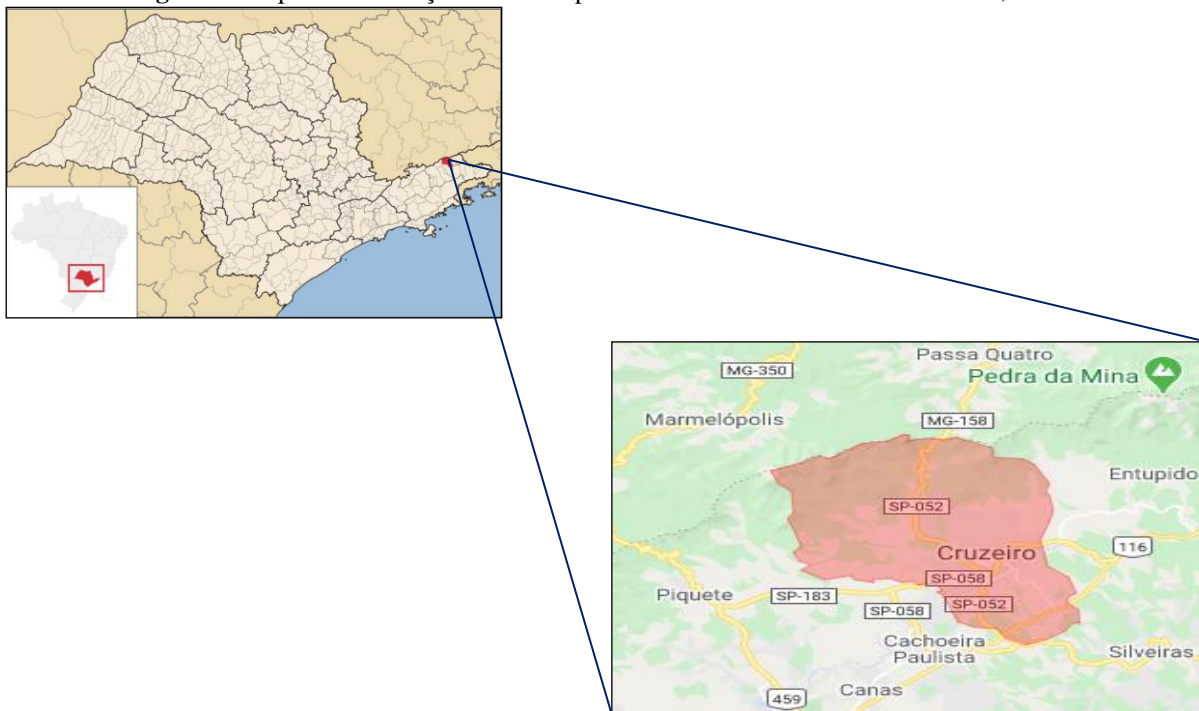 MG-350
Passa Quatro
Pedra da Mina
Marmelópolis
MG-158
Entupido
SP-052
Cruzeiro
116
SP-058
Piquete
SP-183
SP-058
SP-052
Cachoeira
Paulista
Silveiras
Canas
459